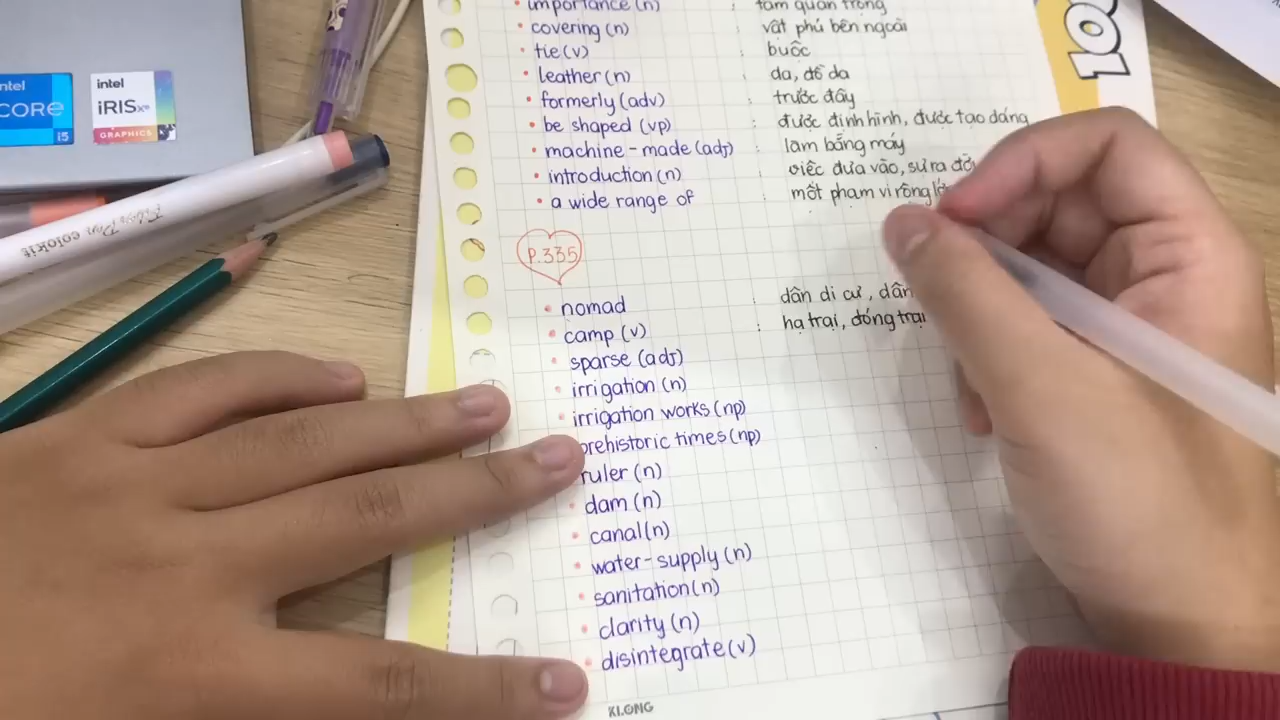 importance (n) : tầm quan trọng
covering (n) : vật phủ bên ngoài
tie (v) : buộc
leather (n) : da, đồ da
formerly (adv) : trước đây
be shaped (vp) : được định hình, được tạo dáng
machine-made (adj) : làm bằng máy
introduction (n) : việc đưa vào, sự ra đời
a wide range of : một phạm vi rộng
P.335
nomad : dân di cư, dân
camp (v) : hạ trại, đóng trại
sparse (adj)
irrigation (n)
irrigation works (np)
prehistoric times (np)
ruler (n)
dam (n)
canal (n)
water-supply (n)
sanitation (n)
clarity (n)
disintegrate (v)
KLONG
intel
CORE
i5
intel
iRIS Xe
GRAPHICS
colokit
100